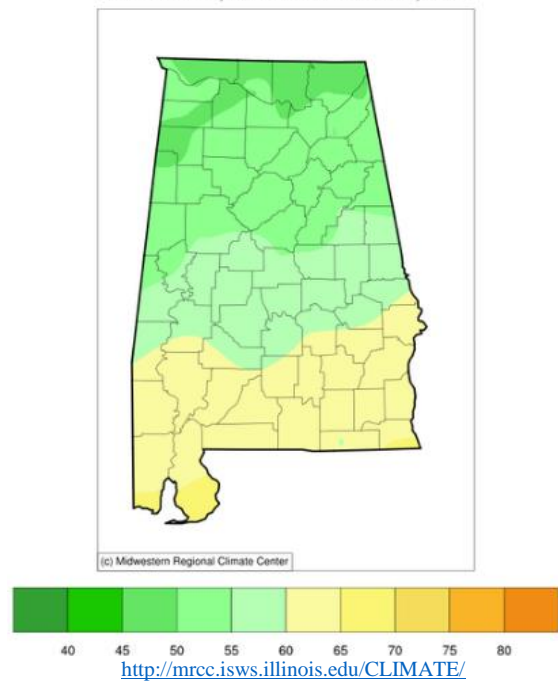 (c) Midwestern Regional Climate Center
40 45 50 55 60 65 70 75 80
http://mrcc.isws.illinois.edu/CLIMATE/